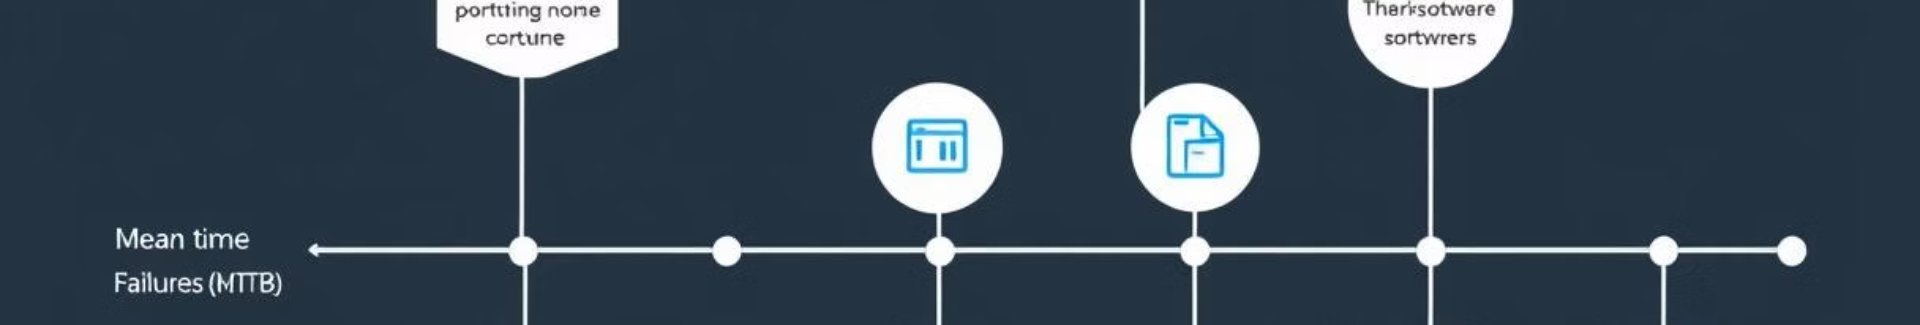 portting none
cortune
Therksotwere
sortwrers
Mean time
Failures (MTTB)